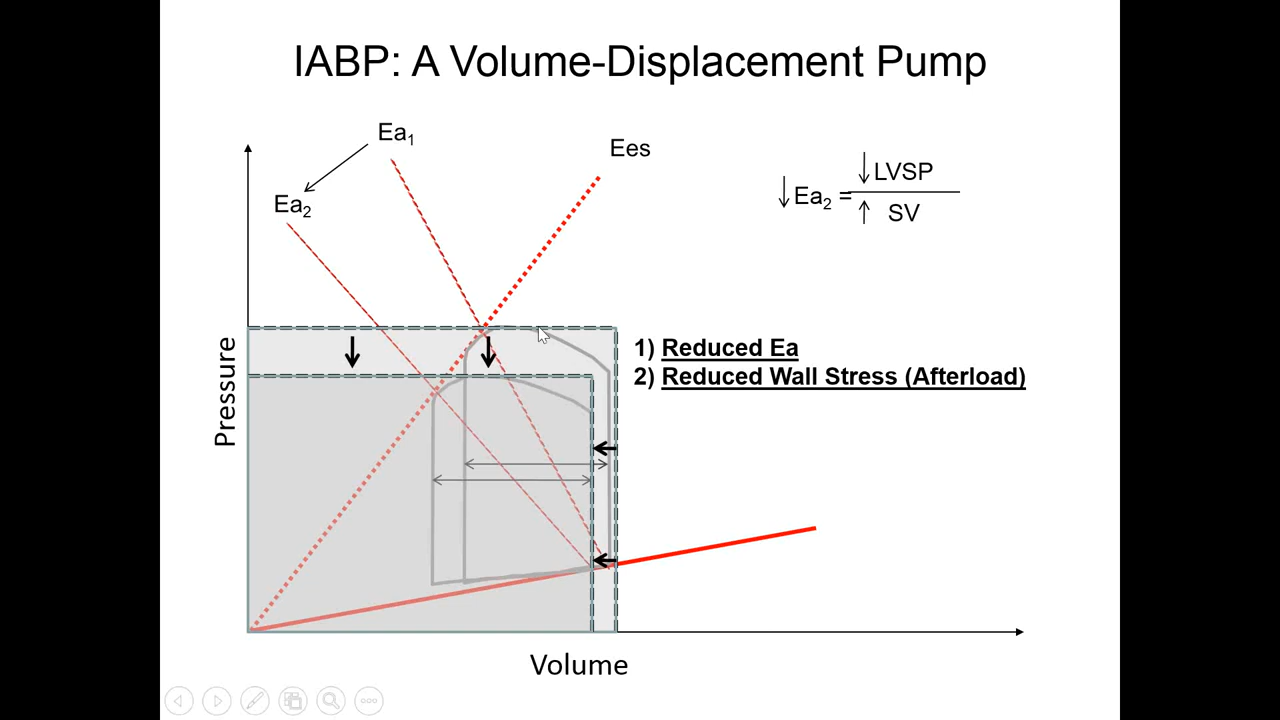 IABP: A Volume-Displacement Pump
Ea1
Ees
Ea2
↓Ea2 = ↓LVSP
↑ SV
1) Reduced Ea
2) Reduced Wall Stress (Afterload)
Pressure
Volume